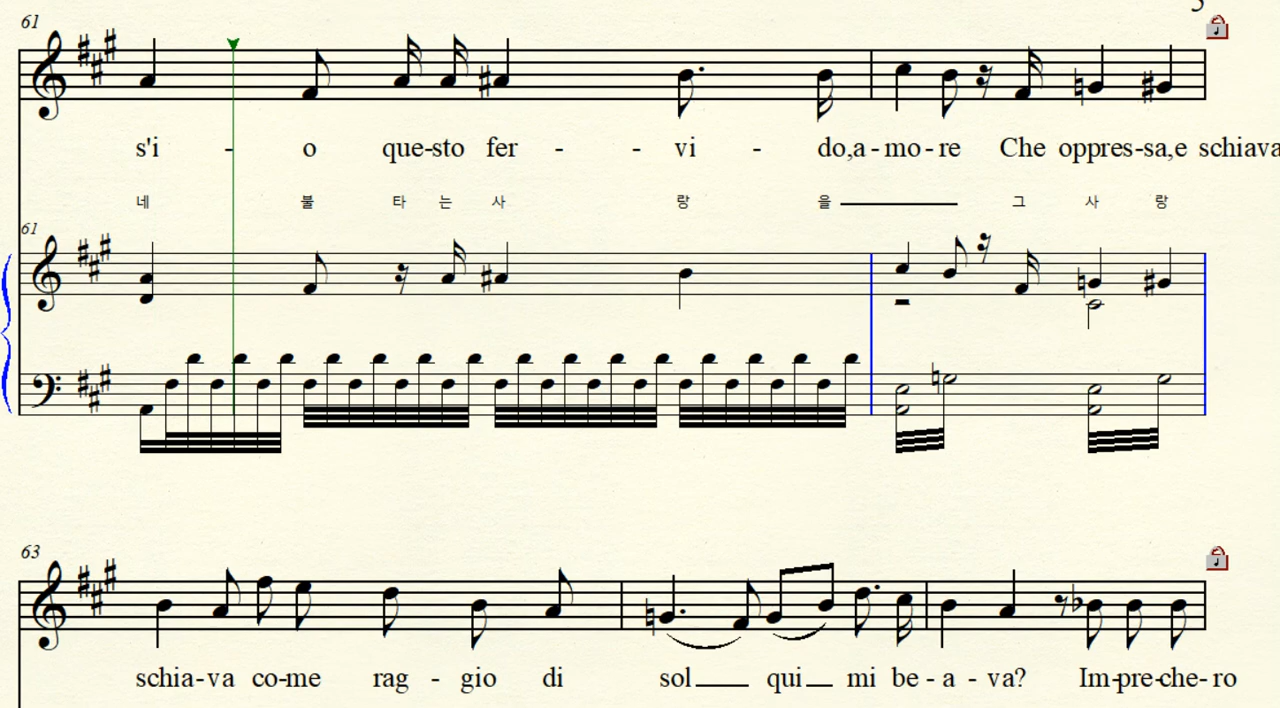 5
61
s'i - o que-sto fer - - vi - do,a-mo-re Che oppres-sa,e schiava
네 불 타 는 사 랑 을 그 사 랑
61
63
schia-va co-me rag - gio di sol qui mi be-a-va? Im-pre-che-ro